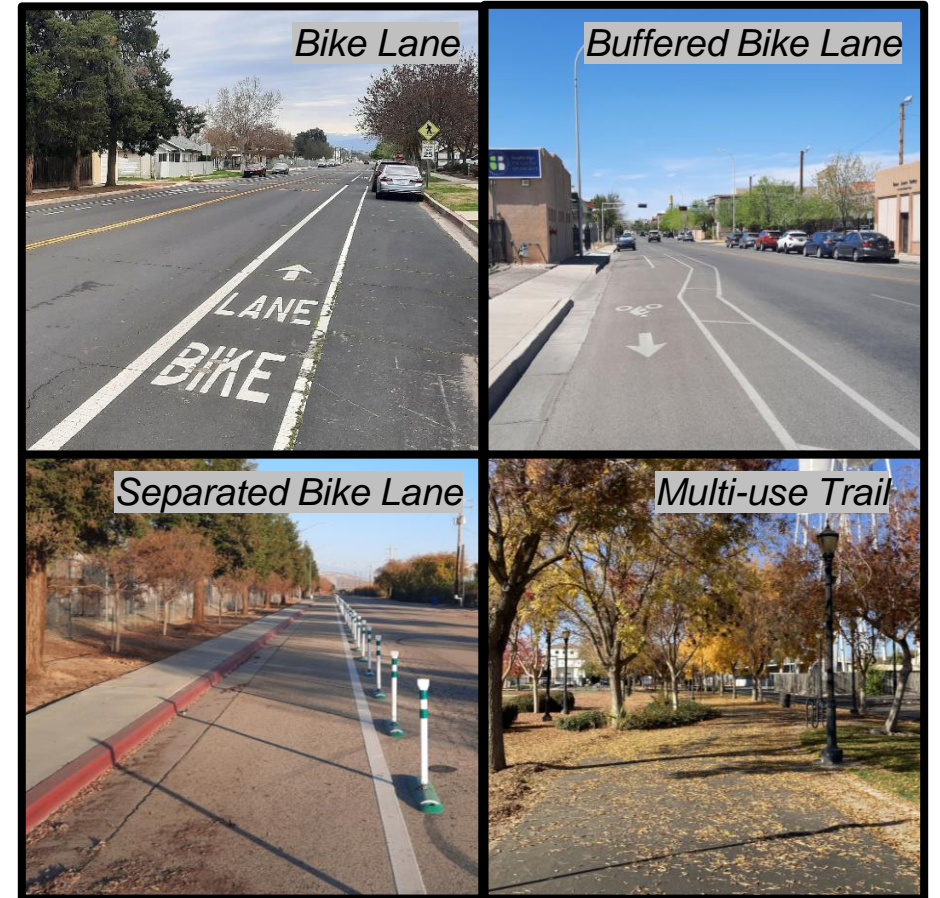 Bike Lane
Buffered Bike Lane
LANE
BIKE
Separated Bike Lane
Multi-use Trail